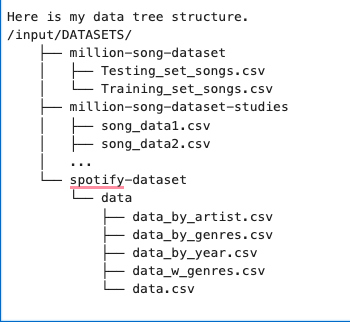 Here is my data tree structure.
/input/DATASETS/
├── million-song-dataset
│   ├── Testing_set_songs.csv
│   └── Training_set_songs.csv
├── million-song-dataset-studies
│   ├── song_data1.csv
│   ├── song_data2.csv
│   ...
└── spotify-dataset
    └── data
        ├── data_by_artist.csv
        ├── data_by_genres.csv
        ├── data_by_year.csv
        ├── data_w_genres.csv
        └── data.csv